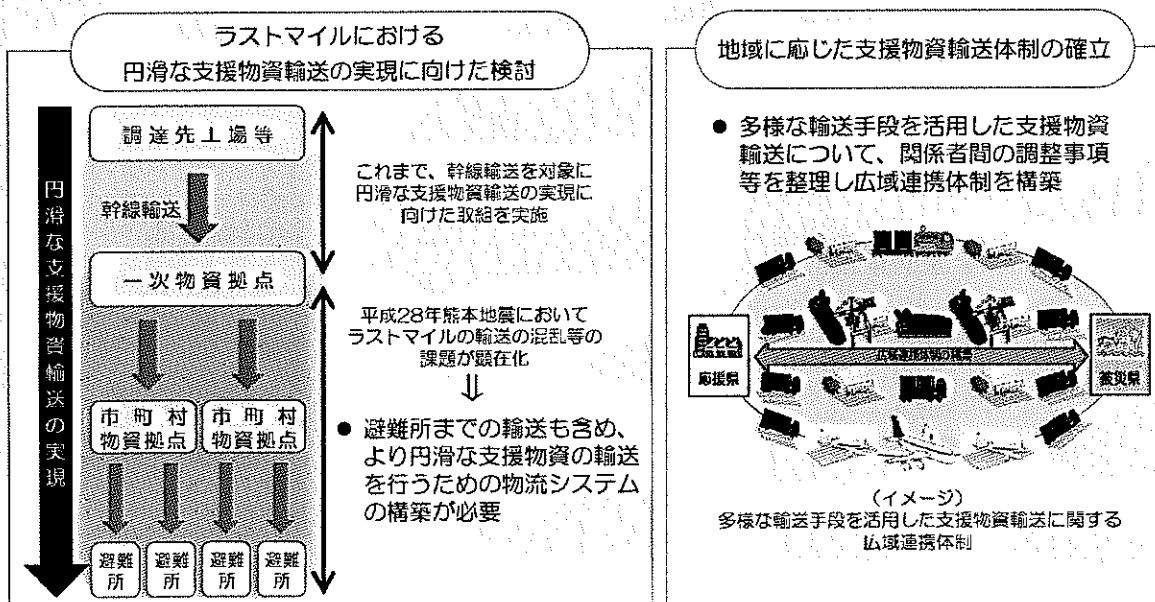 ラストマイルにおける
円滑な支援物資輸送の実現に向けた検討
円滑な支援物資輸送の実現
調達先工場等
幹線輸送
一次物資拠点
市町村
物資拠点
市町村
物資拠点
避難
所
避難
所
避難
所
避難
所
これまで、幹線輸送を対象に
円滑な支援物資輸送の実現に
向けた取組を実施
平成28年熊本地震において
ラストマイルの輸送の混乱等の
課題が顕在化
⇓
● 避難所までの輸送も含め、
より円滑な支援物資の輸送
を行うための物流システム
の構築が必要
地域に応じた支援物資輸送体制の確立
● 多様な輸送手段を活用した支援物資
輸送について、関係者間の調整事項
等を整理し広域連携体制を構築
応援県
広域連携体制の構築
被災県
（イメージ）
多様な輸送手段を活用した支援物資輸送に関する
広域連携体制